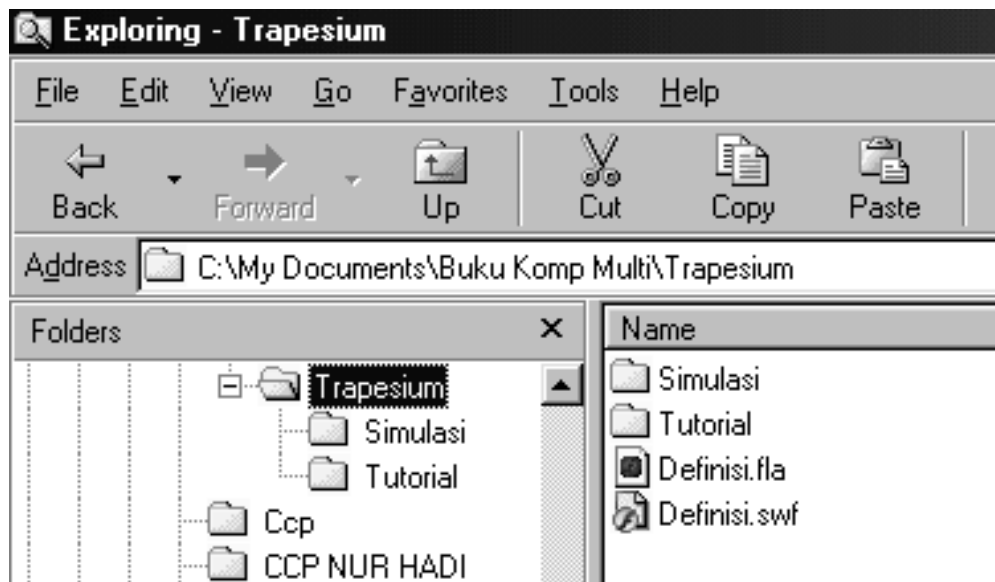 Exploring - Trapesium
File Edit View Go Favorites Tools Help
Back Forward Up Cut Copy Paste
Address C:\My Documents\Buku Komp Multi\Trapesium
Folders
Trapesium
Simulasi
Tutorial
Ccp
CCP NUR HADI
Name
Simulasi
Tutorial
Definisi.fla
Definisi.swf